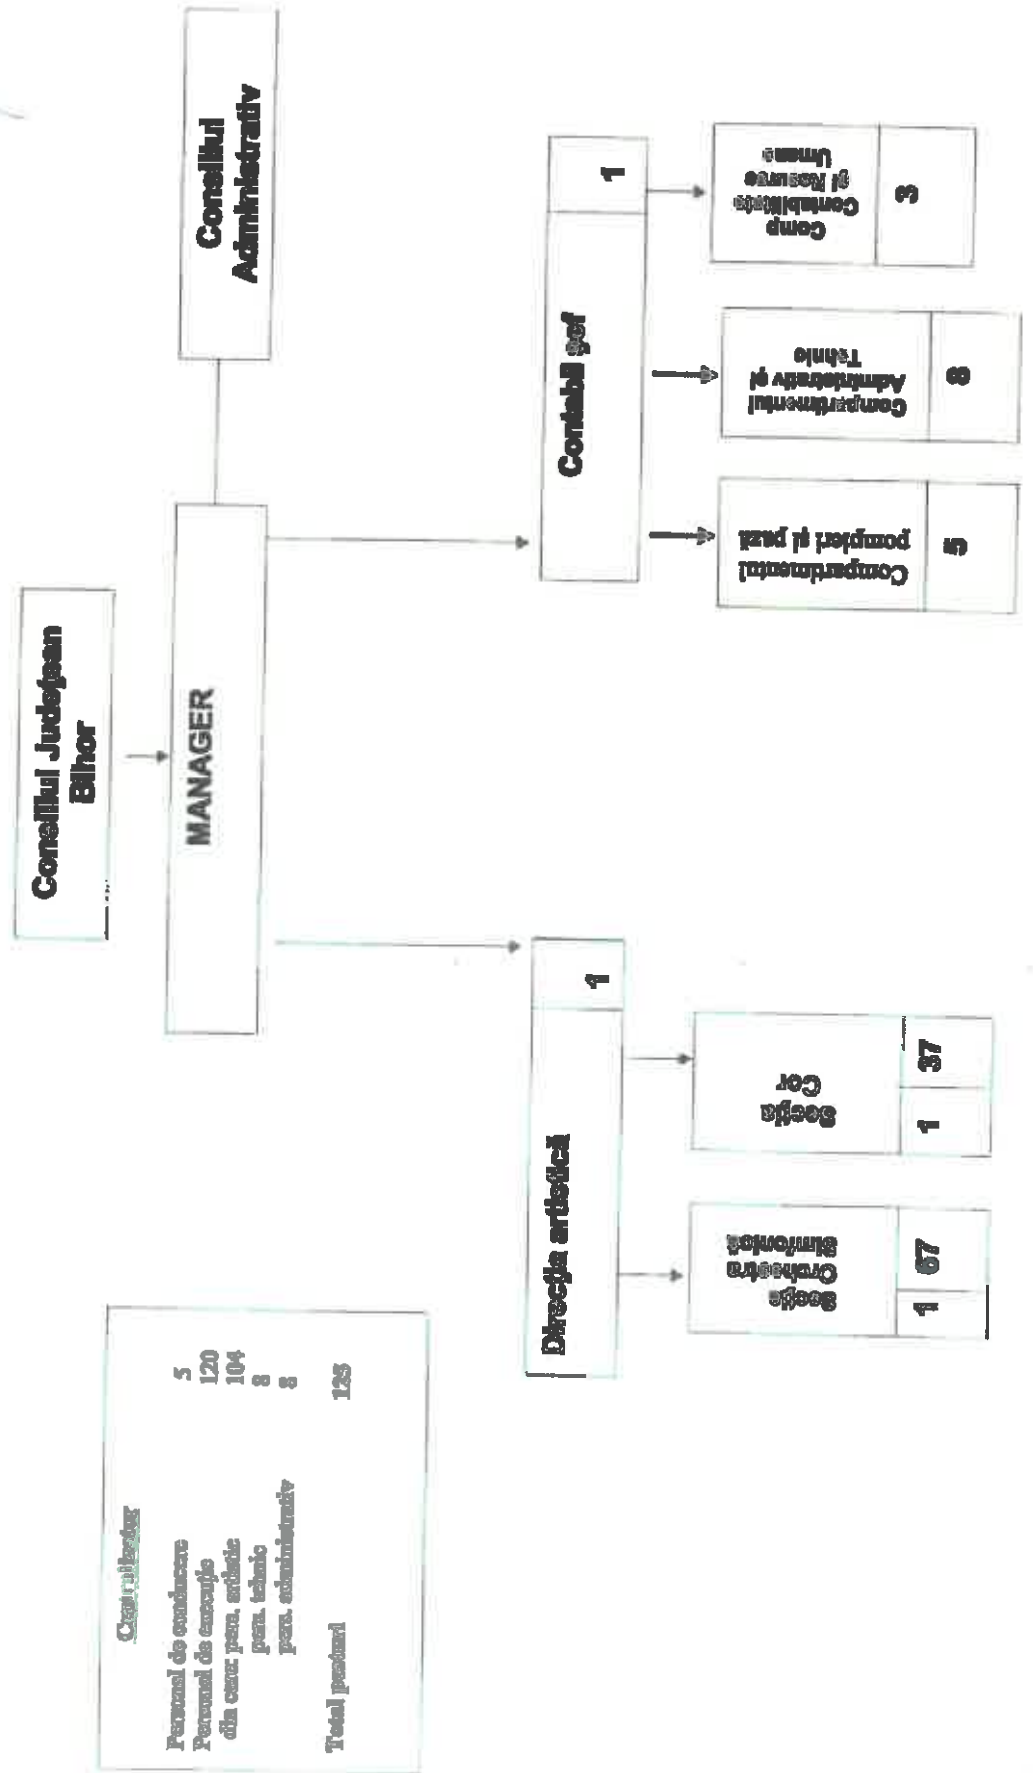 Consiliul Județean
Bihor
MANAGER
Consiliul
Administrativ
Centralizator
Personal de conducere 5
Personal de execuție 120
din care: pers. artistic 104
pers. tehnic 8
pers. administrativ 8
Total posturi 125
Direcția artistică 1
Contabil șef 1
Secția
Orchestra
Simfonică
1 67
Secția
Cor
1 37
Compartimentul
pompieri și pază
5
Compartimentul
Administrativ și
Tehnic
8
Comp
Contabilitate
și Resurse
Umane
3